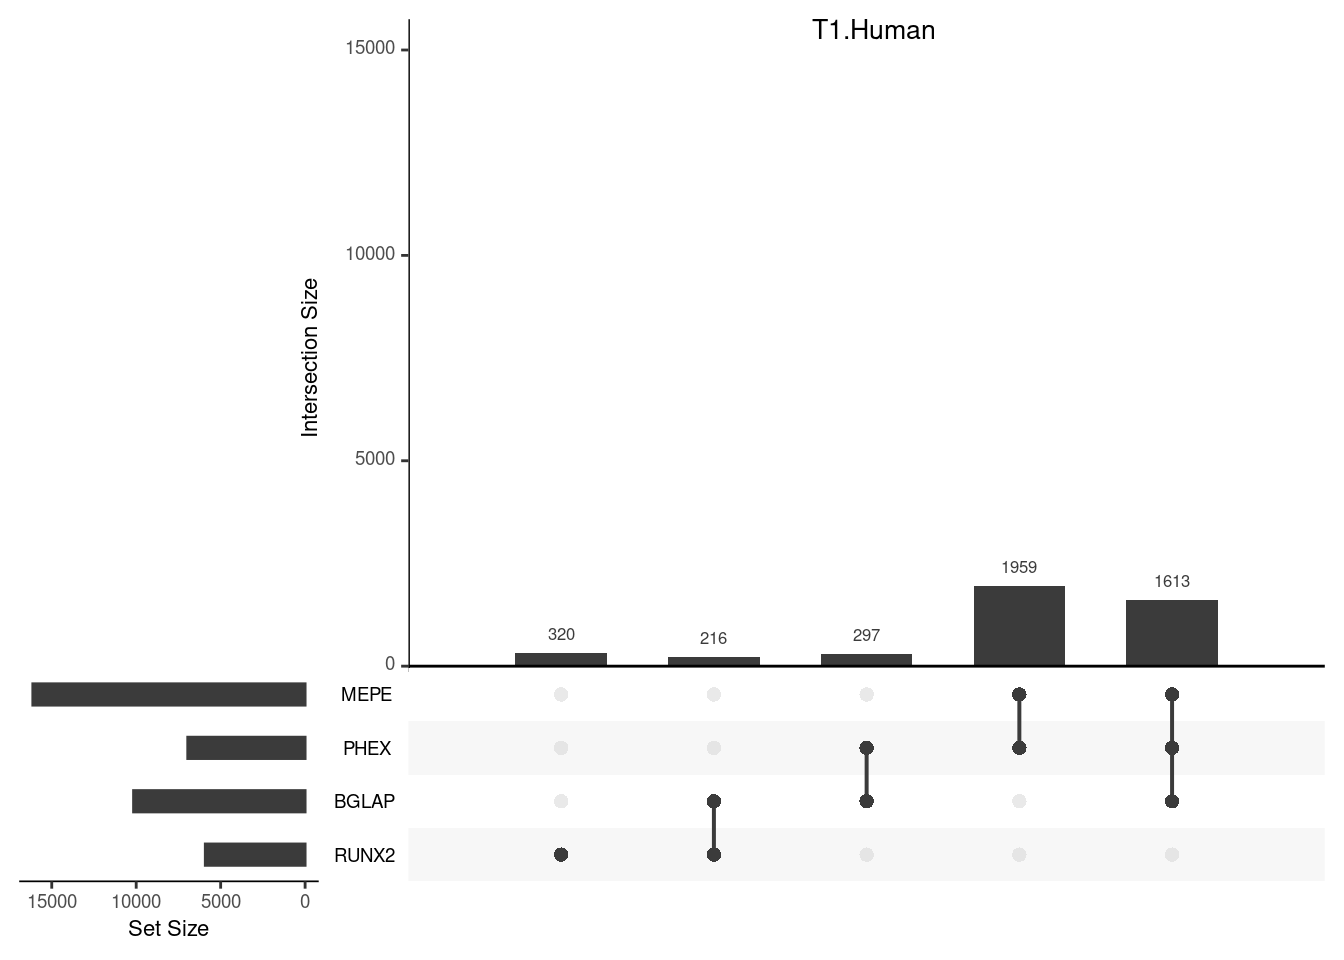 T1.Human
15000
10000
5000
0
Intersection Size
320
216
297
1959
1613
MEPE
PHEX
BGLAP
RUNX2
15000 10000 5000 0
Set Size